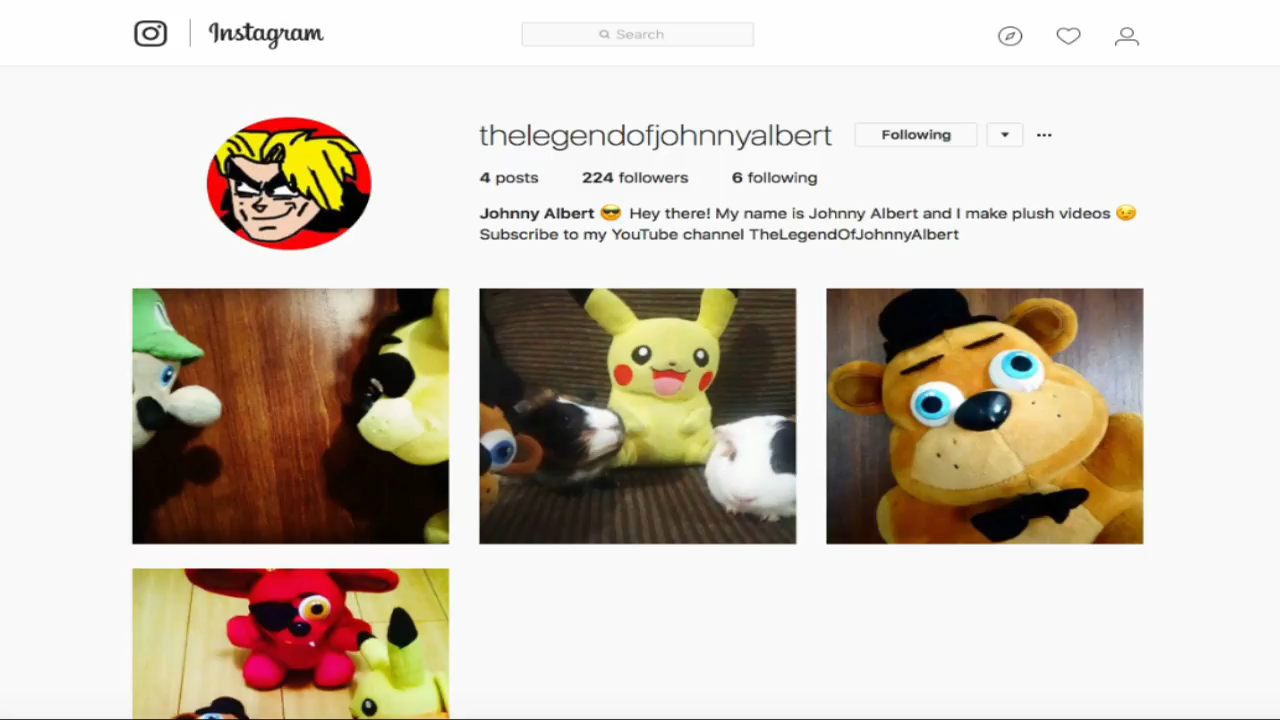 Instagram
Search
thelegendofjohnnyalbert Following
4 posts 224 followers 6 following
Johnny Albert 😎 Hey there! My name is Johnny Albert and I make plush videos 😉
Subscribe to my YouTube channel TheLegendOfJohnnyAlbert